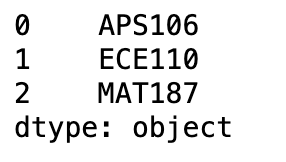 0    APS106
1    ECE110
2    MAT187
dtype: object